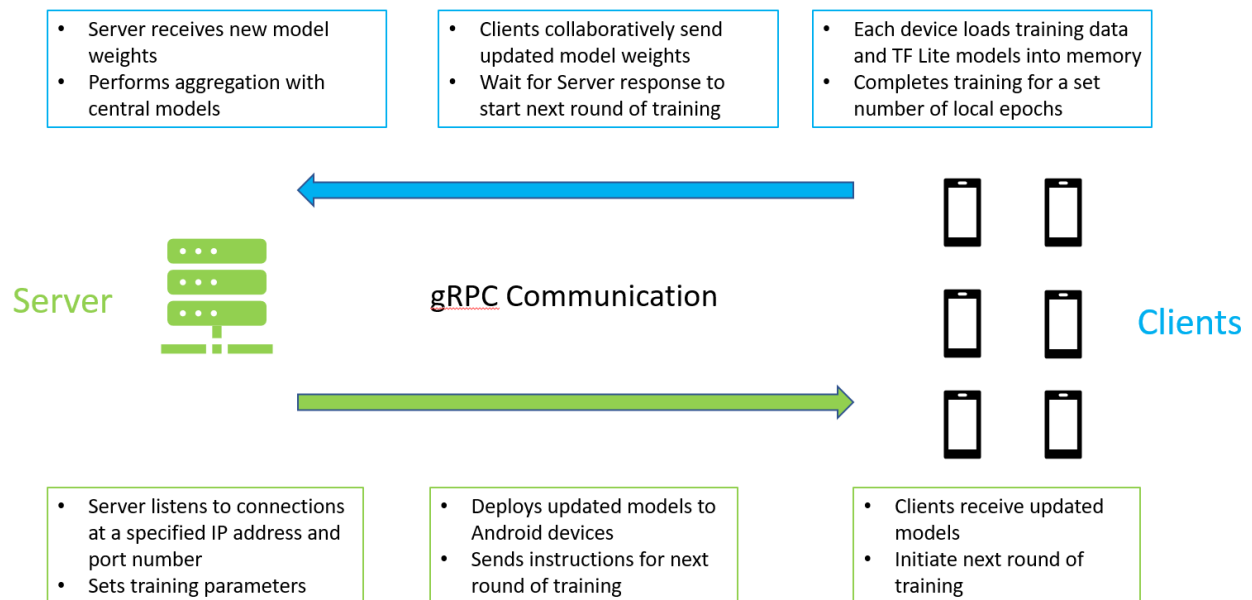 • Server receives new model
weights
• Performs aggregation with
central models
• Clients collaboratively send
updated model weights
• Wait for Server response to
start next round of training
• Each device loads training data
and TF Lite models into memory
• Completes training for a set
number of local epochs
Server
gRPC Communication
Clients
• Server listens to connections
at a specified IP address and
port number
• Sets training parameters
• Deploys updated models to
Android devices
• Sends instructions for next
round of training
• Clients receive updated
models
• Initiate next round of
training